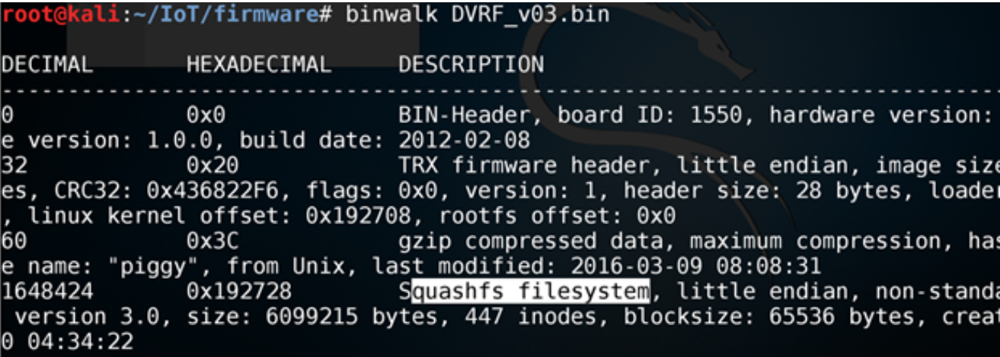 root@kali:~/IoT/firmware# binwalk DVRF_v03.bin
DECIMAL       HEXADECIMAL     DESCRIPTION
--------------------------------------------------------------------------------
0             0x0             BIN-Header, board ID: 1550, hardware version:
e version: 1.0.0, build date: 2012-02-08
32            0x20            TRX firmware header, little endian, image size
es, CRC32: 0x436822F6, flags: 0x0, version: 1, header size: 28 bytes, loader
, linux kernel offset: 0x192708, rootfs offset: 0x0
60            0x3C            gzip compressed data, maximum compression, has
e name: "piggy", from Unix, last modified: 2016-03-09 08:08:31
1648424       0x192728        Squashfs filesystem, little endian, non-standa
 version 3.0, size: 6099215 bytes, 447 inodes, blocksize: 65536 bytes, creat
0 04:34:22